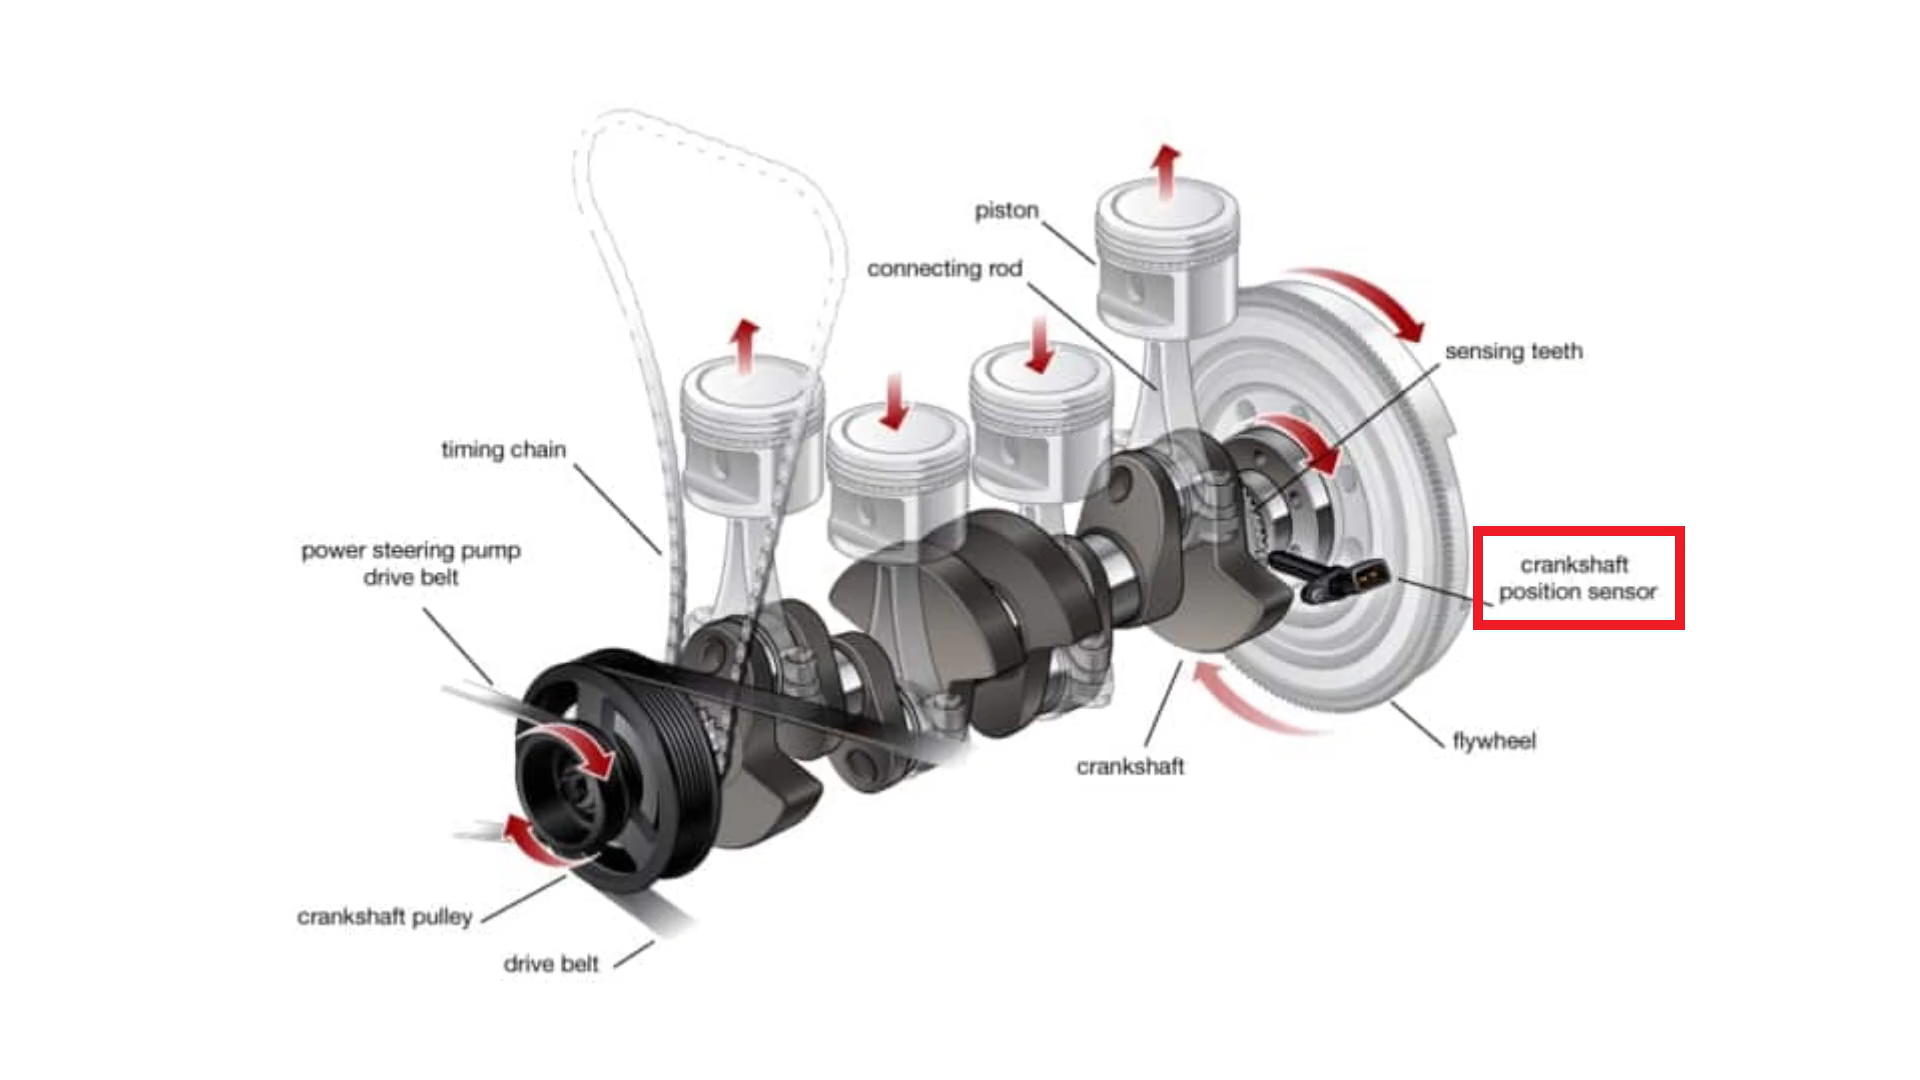 piston
connecting rod
sensing teeth
timing chain
power steering pump
drive belt
crankshaft
position sensor
flywheel
crankshaft
crankshaft pulley
drive belt